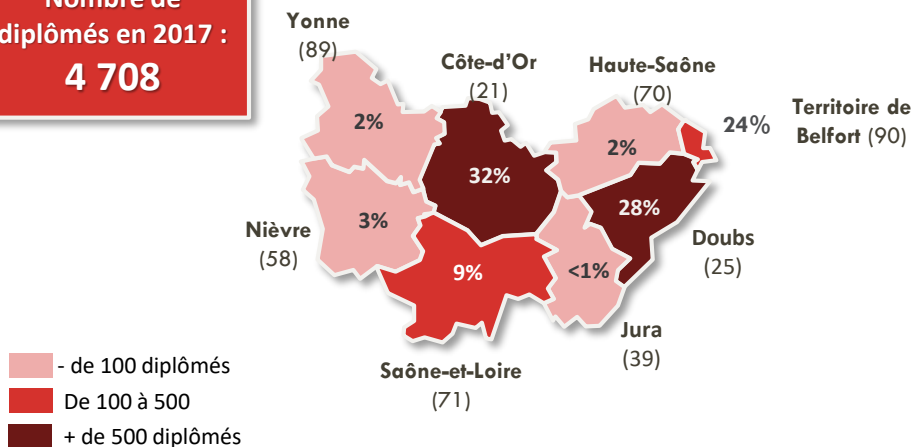 Nombre de
diplômés en 2017 :
4 708
Yonne
(89)
Côte-d'Or
(21)
Haute-Saône
(70)
Territoire de
Belfort (90)
24%
2%
32%
2%
28%
Nièvre
(58)
3%
9%
<1%
Doubs
(25)
Jura
(39)
Saône-et-Loire
(71)
- de 100 diplômés
De 100 à 500
+ de 500 diplômés